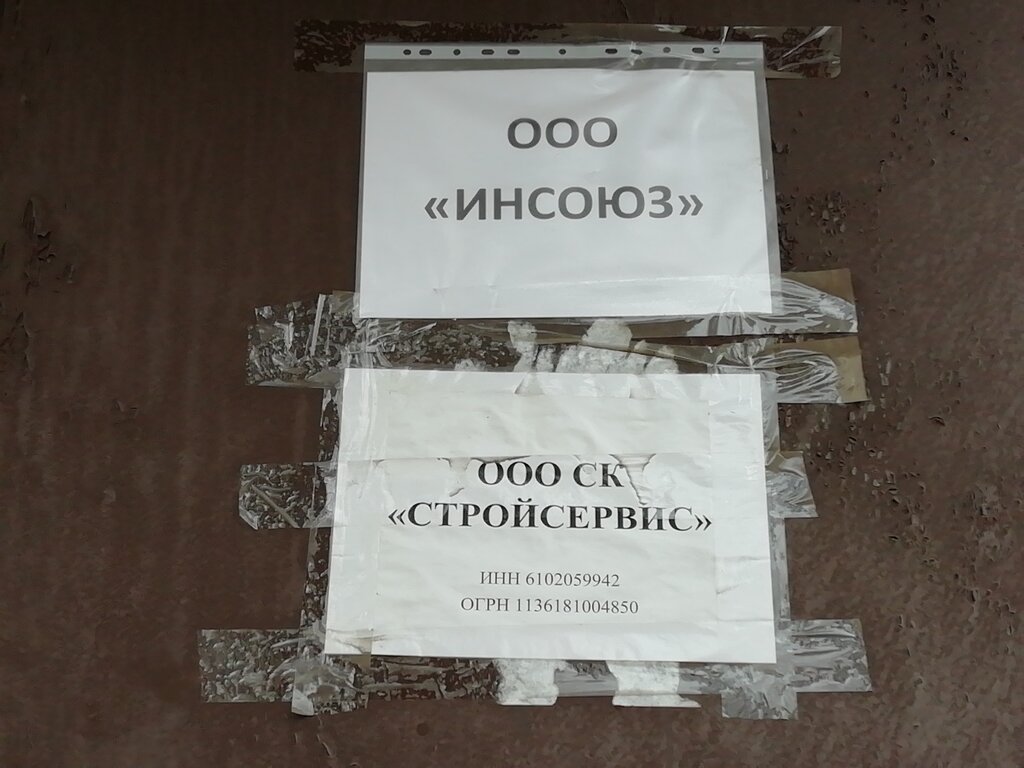 ООО
«ИНСОЮЗ»
ООО СК
«СТРОЙСЕРВИС»
ИНН 6102059942
ОГРН 1136181004850